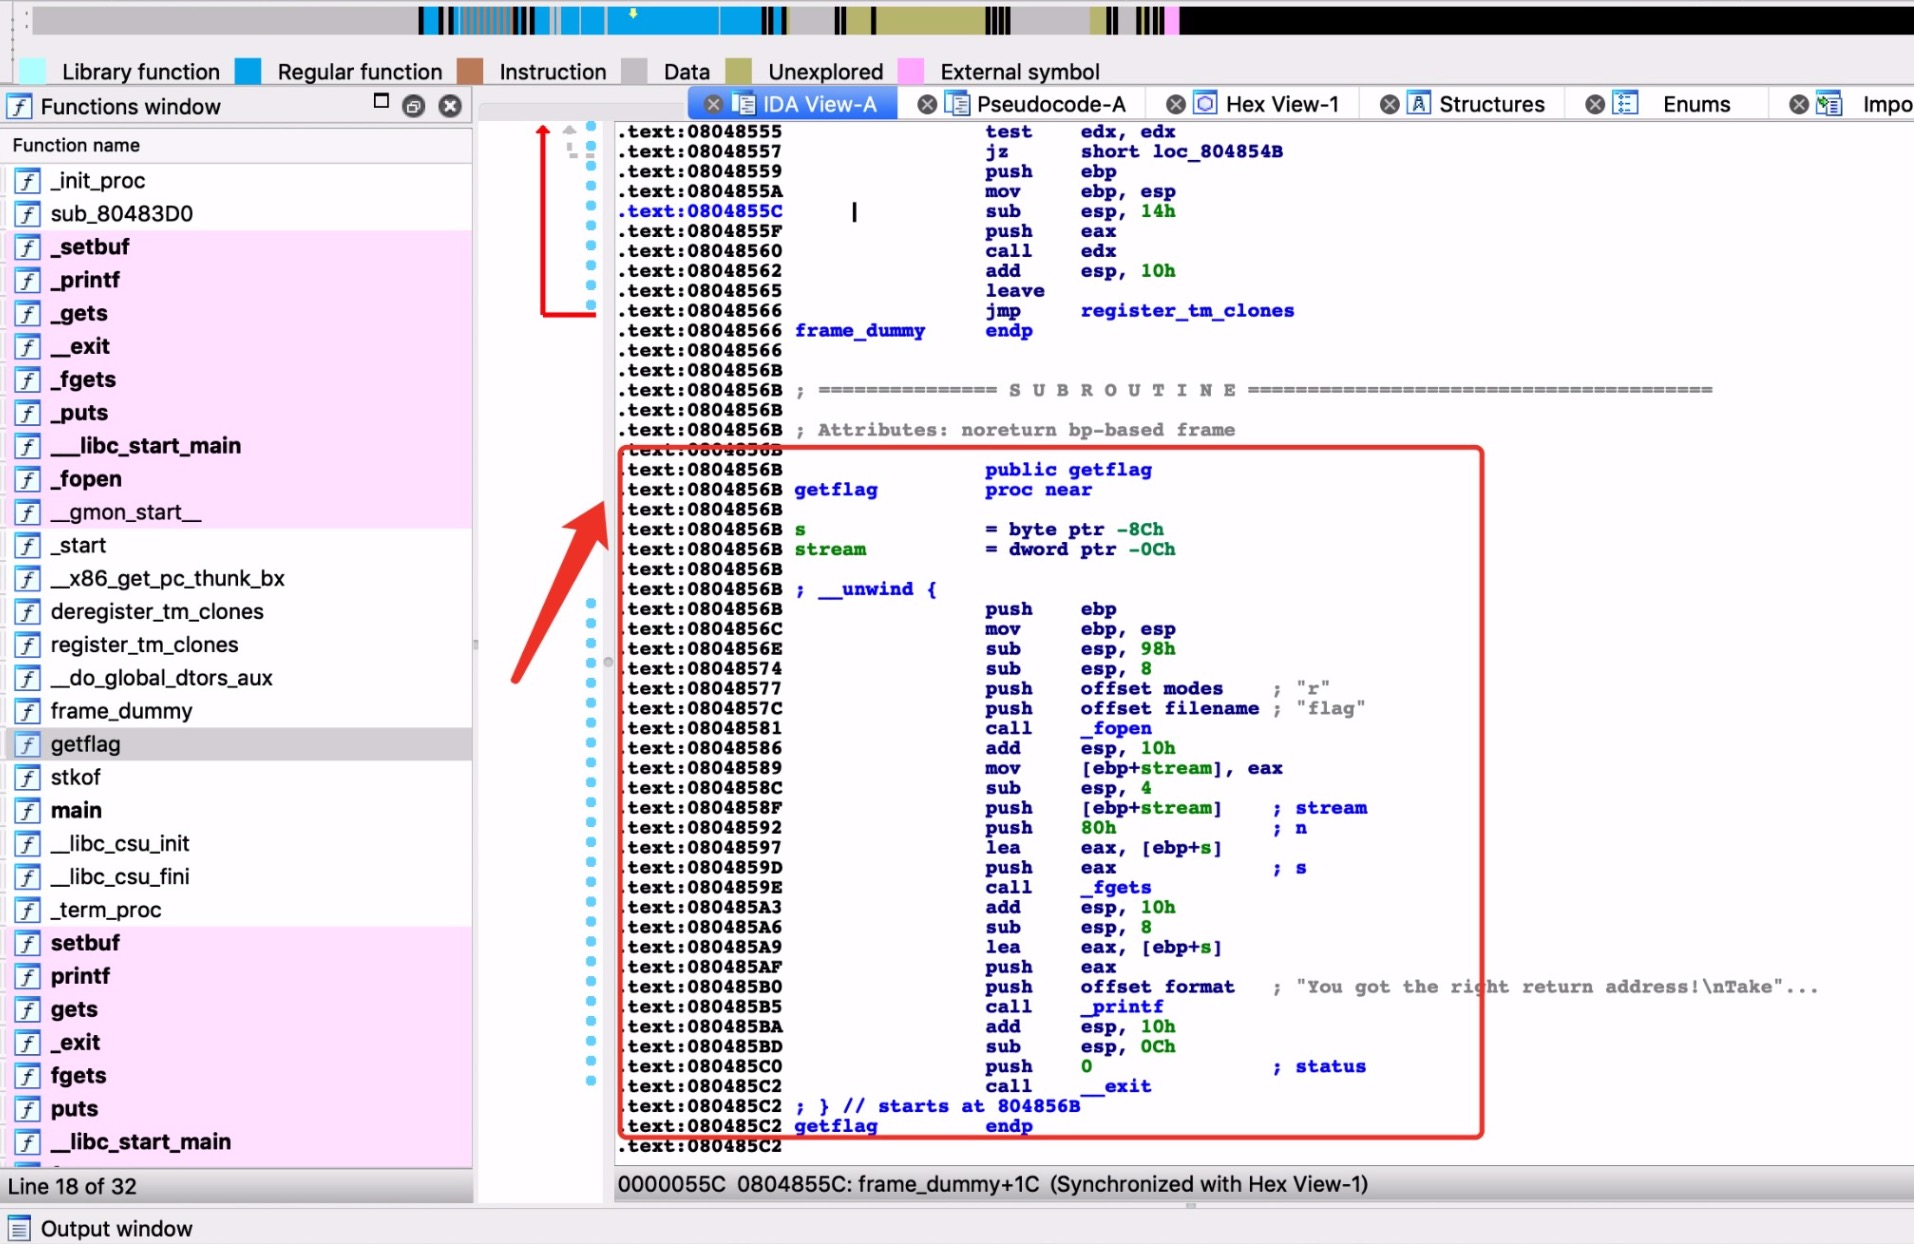 Library function Regular function Instruction Data Unexplored External symbol
Functions window
IDA View-A Pseudocode-A Hex View-1 Structures Enums Impo
Function name
_init_proc
sub_80483D0
_setbuf
_printf
_gets
__exit
_fgets
_puts
___libc_start_main
_fopen
__gmon_start__
_start
__x86_get_pc_thunk_bx
deregister_tm_clones
register_tm_clones
__do_global_dtors_aux
frame_dummy
getflag
stkof
main
__libc_csu_init
__libc_csu_fini
_term_proc
setbuf
printf
gets
_exit
fgets
puts
__libc_start_main
Line 18 of 32
.text:08048555 test edx, edx
.text:08048557 jz short loc_804854B
.text:08048559 push ebp
.text:0804855A mov ebp, esp
.text:0804855C sub esp, 14h
.text:0804855F push eax
.text:08048560 call edx
.text:08048562 add esp, 10h
.text:08048565 leave
.text:08048566 jmp register_tm_clones
.text:08048566 frame_dummy endp
.text:08048566
.text:0804856B
.text:0804856B ; =============== S U B R O U T I N E =======================================
.text:0804856B
.text:0804856B ; Attributes: noreturn bp-based frame
.text:0804856B
.text:0804856B public getflag
.text:0804856B getflag proc near
.text:0804856B
.text:0804856B s = byte ptr -8Ch
.text:0804856B stream = dword ptr -0Ch
.text:0804856B
.text:0804856B ; __unwind {
.text:0804856B push ebp
.text:0804856C mov ebp, esp
.text:0804856E sub esp, 98h
.text:08048574 sub esp, 8
.text:08048577 push offset modes ; "r"
.text:0804857C push offset filename ; "flag"
.text:08048581 call _fopen
.text:08048586 add esp, 10h
.text:08048589 mov [ebp+stream], eax
.text:0804858C sub esp, 4
.text:0804858F push [ebp+stream] ; stream
.text:08048592 push 80h ; n
.text:08048597 lea eax, [ebp+s]
.text:0804859D push eax ; s
.text:0804859E call _fgets
.text:080485A3 add esp, 10h
.text:080485A6 sub esp, 8
.text:080485A9 lea eax, [ebp+s]
.text:080485AF push eax
.text:080485B0 push offset format ; "You got the right return address!\nTake"...
.text:080485B5 call _printf
.text:080485BA add esp, 10h
.text:080485BD sub esp, 0Ch
.text:080485C0 push 0 ; status
.text:080485C2 call __exit
.text:080485C2 ; } // starts at 804856B
.text:080485C2 getflag endp
.text:080485C2
0000055C 0804855C: frame_dummy+1C (Synchronized with Hex View-1)
Output window